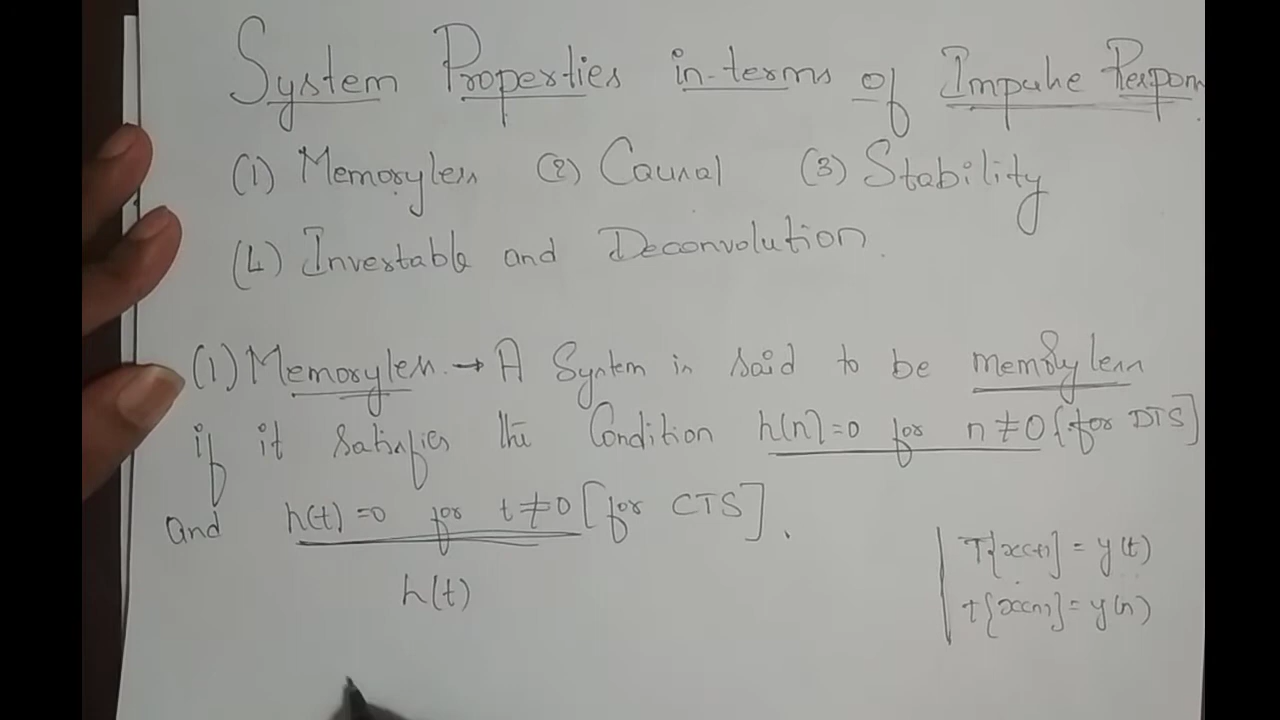 System Properties in-terms of Impulse Respon
(1) Memoryless (2) Causal (3) Stability
(4) Invertable and Deconvolution.
(1) Memoryless → A System is said to be memoryless
if it satisfies the Condition h(n)=0 for n≠0 [for DTS]
and h(t)=0 for t≠0 [for CTS].
T{x(t)} = y(t)
h(t)
T{x(n)} = y(n)